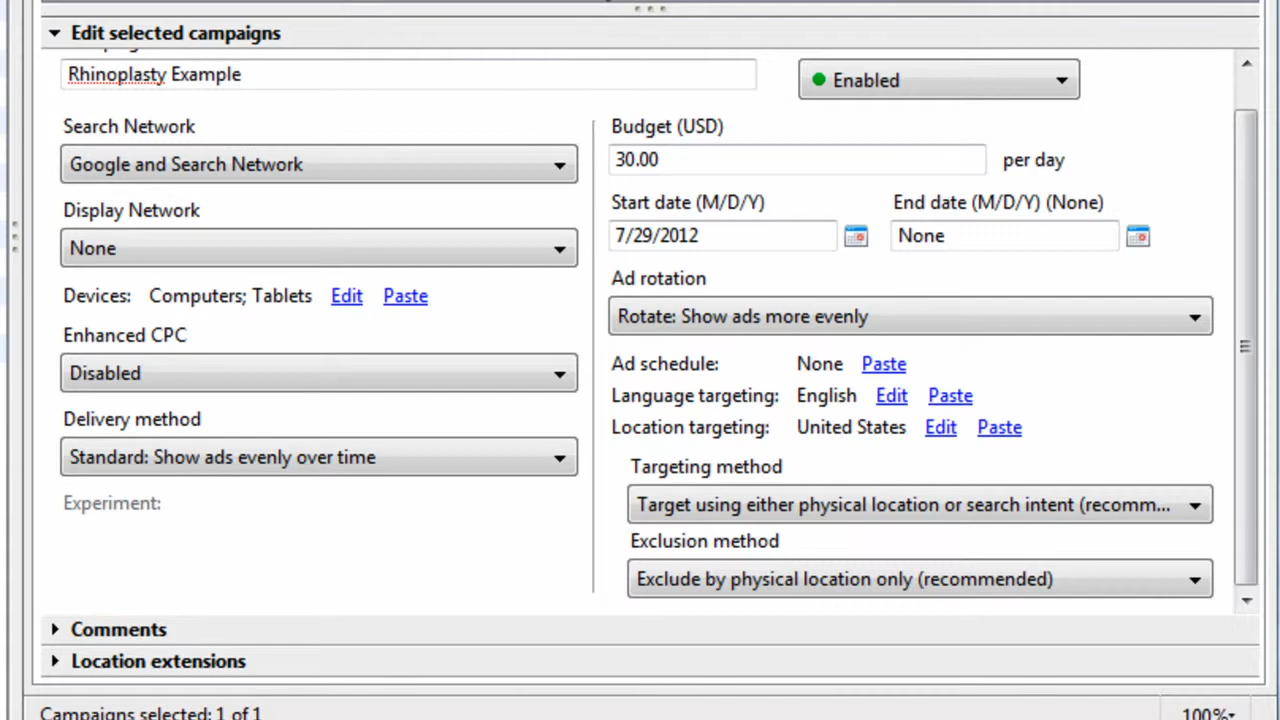 Edit selected campaigns
Rhinoplasty Example
Enabled
Search Network
Google and Search Network
Display Network
None
Devices: Computers; Tablets Edit Paste
Enhanced CPC
Disabled
Delivery method
Standard: Show ads evenly over time
Experiment:
Budget (USD)
30.00 per day
Start date (M/D/Y) End date (M/D/Y) (None)
7/29/2012 None
Ad rotation
Rotate: Show ads more evenly
Ad schedule: None Paste
Language targeting: English Edit Paste
Location targeting: United States Edit Paste
Targeting method
Target using either physical location or search intent (recomm...
Exclusion method
Exclude by physical location only (recommended)
Comments
Location extensions
Campaigns selected: 1 of 1 100%